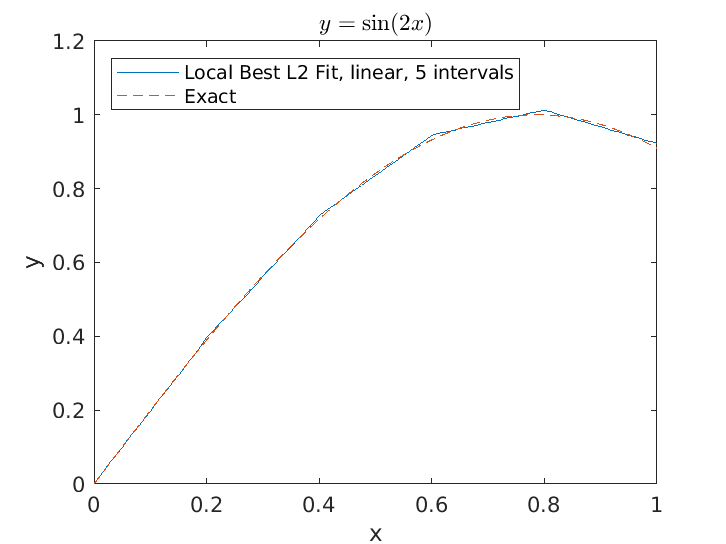 y = sin(2x)
1.2
Local Best L2 Fit, linear, 5 intervals
Exact
1
0.8
0.6
y
0.4
0.2
0
0 0.2 0.4 0.6 0.8 1
x